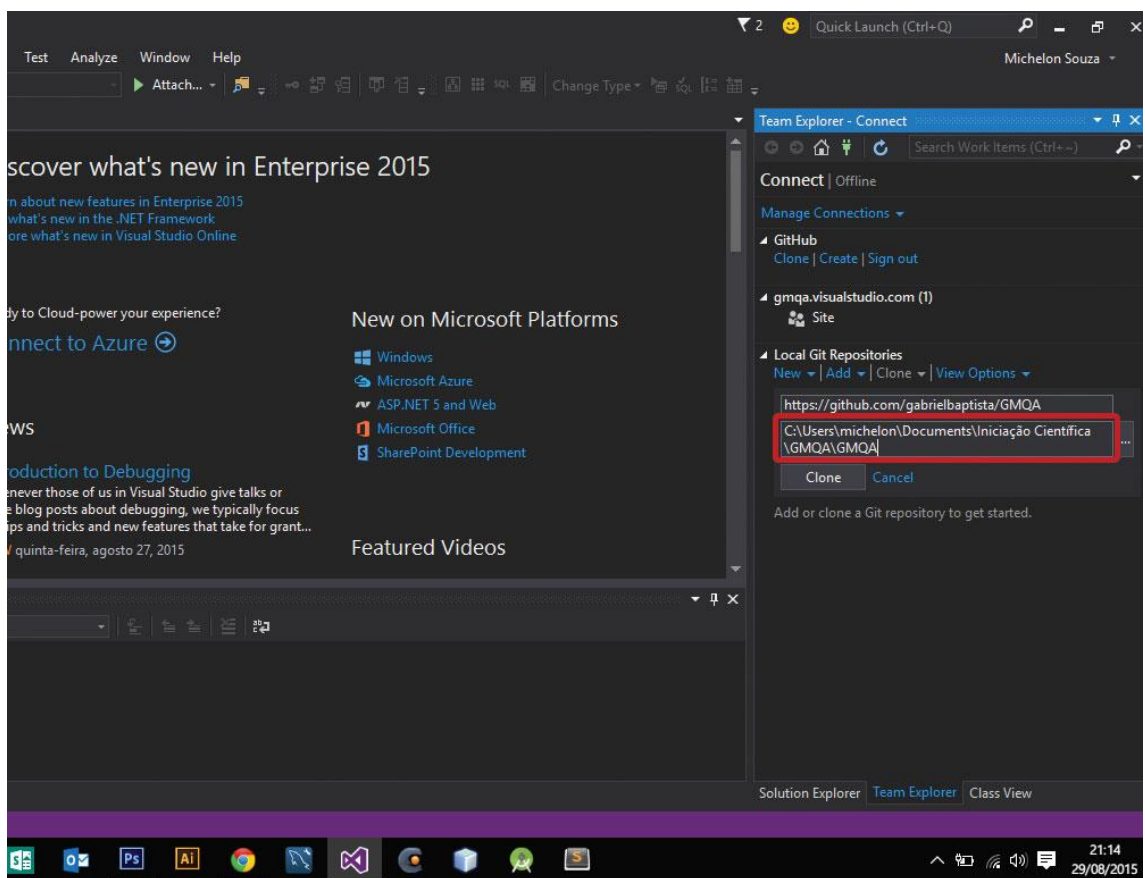 2
Quick Launch (Ctrl+Q)
Test Analyze Window Help
Michelon Souza
Attach...
SQL
Change Type
Team Explorer - Connect
Search Work Items (Ctrl+~)
Connect | Offline
Manage Connections
GitHub
Clone | Create | Sign out
gmqa.visualstudio.com (1)
Site
Local Git Repositories
New | Add | Clone | View Options
https://github.com/gabrielbaptista/GMQA
C:\Users\michelon\Documents\Iniciação Científica
\GMQA\GMQA
...
Clone Cancel
Add or clone a Git repository to get started.
scover what's new in Enterprise 2015
rn about new features in Enterprise 2015
what's new in the .NET Framework
ore what's new in Visual Studio Online
dy to Cloud-power your experience?
nnect to Azure
New on Microsoft Platforms
Windows
Microsoft Azure
ASP.NET 5 and Web
Microsoft Office
SharePoint Development
ws
roduction to Debugging
enever those of us in Visual Studio give talks or
e blog posts about debugging, we typically focus
ips and tricks and new features that take for grant...
quinta-feira, agosto 27, 2015
Featured Videos
Solution Explorer Team Explorer Class View
Ps
Ai
21:14
29/08/2015